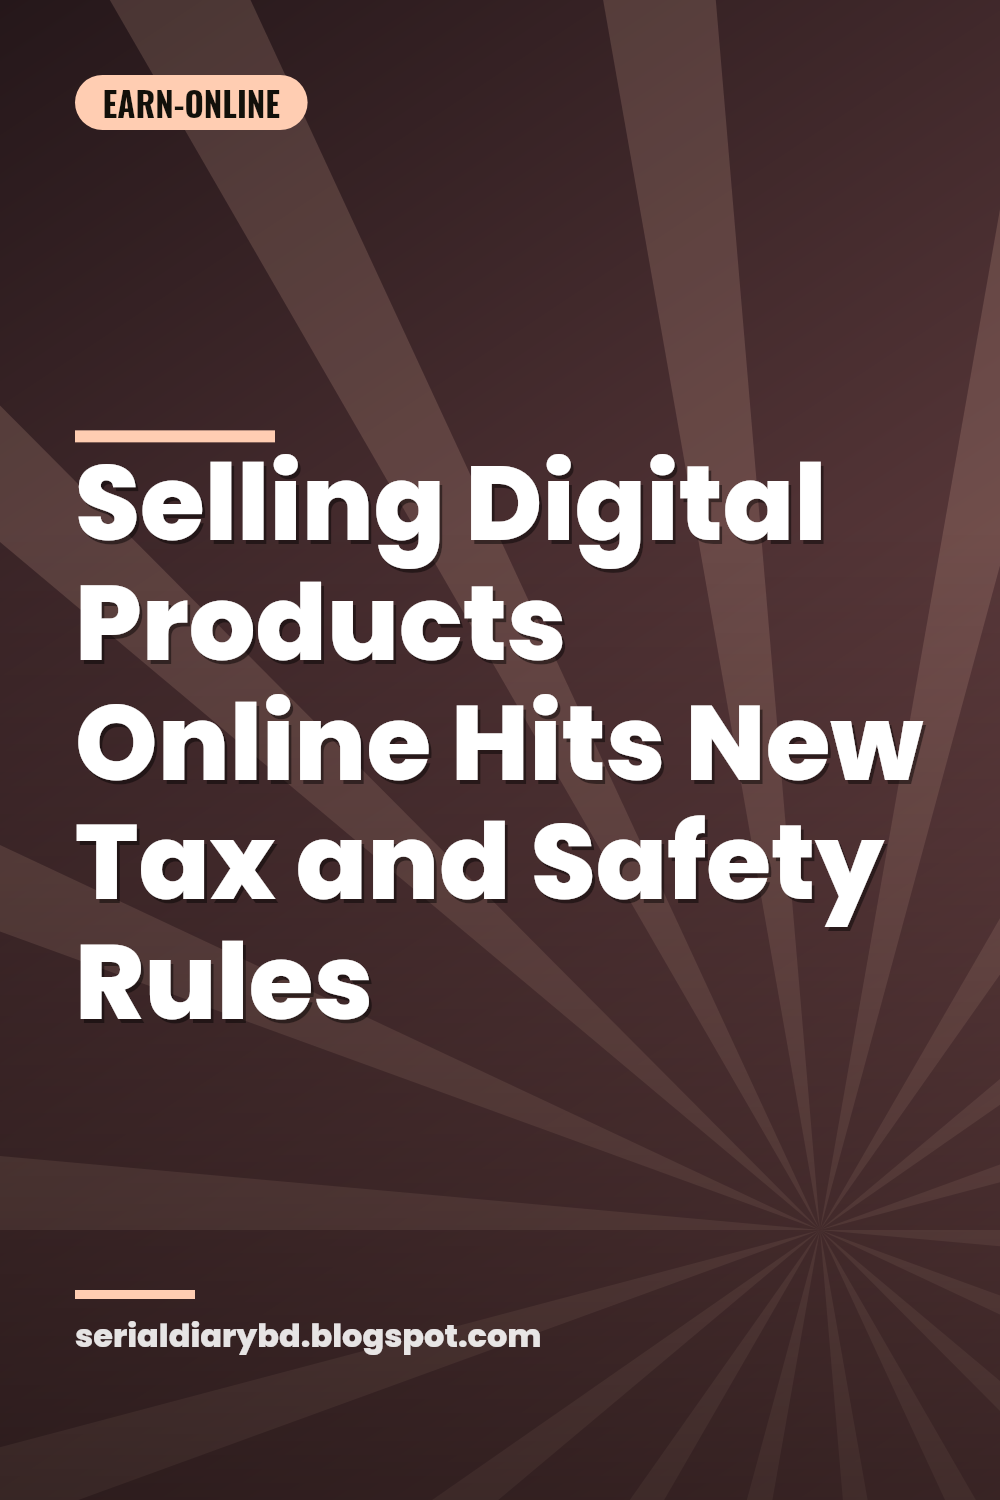 EARN-ONLINE
Selling Digital
Products
Online Hits New
Tax and Safety
Rules
serialdiarybd.blogspot.com